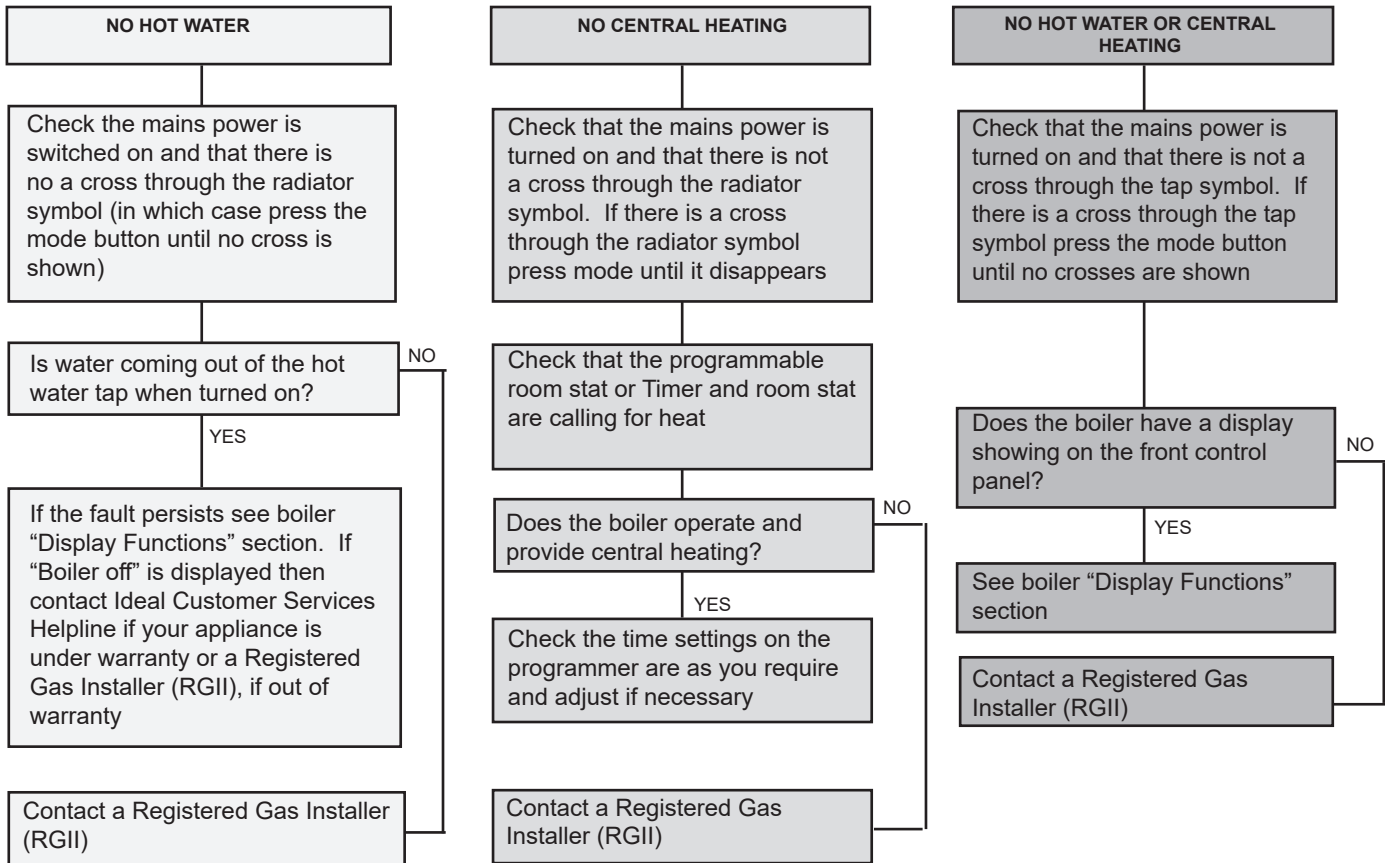 NO HOT WATER
Check the mains power is
switched on and that there is
no a cross through the radiator
symbol (in which case press the
mode button until no cross is
shown)
Is water coming out of the hot
water tap when turned on?
NO
YES
If the fault persists see boiler
“Display Functions” section.  If
“Boiler off” is displayed then
contact Ideal Customer Services
Helpline if your appliance is
under warranty or a Registered
Gas Installer (RGII), if out of
warranty
Contact a Registered Gas Installer
(RGII)
NO CENTRAL HEATING
Check that the mains power is
turned on and that there is not
a cross through the radiator
symbol.  If there is a cross
through the radiator symbol
press mode until it disappears
Check that the programmable
room stat or Timer and room stat
are calling for heat
Does the boiler operate and
provide central heating?
NO
YES
Check the time settings on the
programmer are as you require
and adjust if necessary
Contact a Registered Gas
Installer (RGII)
NO HOT WATER OR CENTRAL
HEATING
Check that the mains power is
turned on and that there is not a
cross through the tap symbol.  If
there is a cross through the tap
symbol press the mode button
until no crosses are shown
Does the boiler have a display
showing on the front control
panel?
NO
YES
See boiler “Display Functions”
section
Contact a Registered Gas
Installer (RGII)